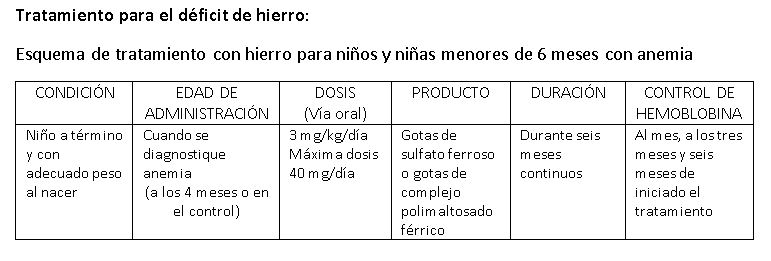 Tratamiento para el déficit de hierro:
Esquema de tratamiento con hierro para niños y niñas menores de 6 meses con anemia
CONDICIÓN
EDAD DE
ADMINISTRACIÓN
DOSIS
(Vía oral)
PRODUCTO
DURACIÓN
CONTROL DE
HEMOBLOBINA
Niño a término
y con
adecuado peso
al nacer
Cuando se
diagnostique
anemia
(a los 4 meses o en
el control)
3 mg/kg/día
Máxima dosis
40 mg/día
Gotas de
sulfato ferroso
o gotas de
complejo
polimaltosado
férrico
Durante seis
meses
continuos
Al mes, a los tres
meses y seis
meses de
iniciado el
tratamiento